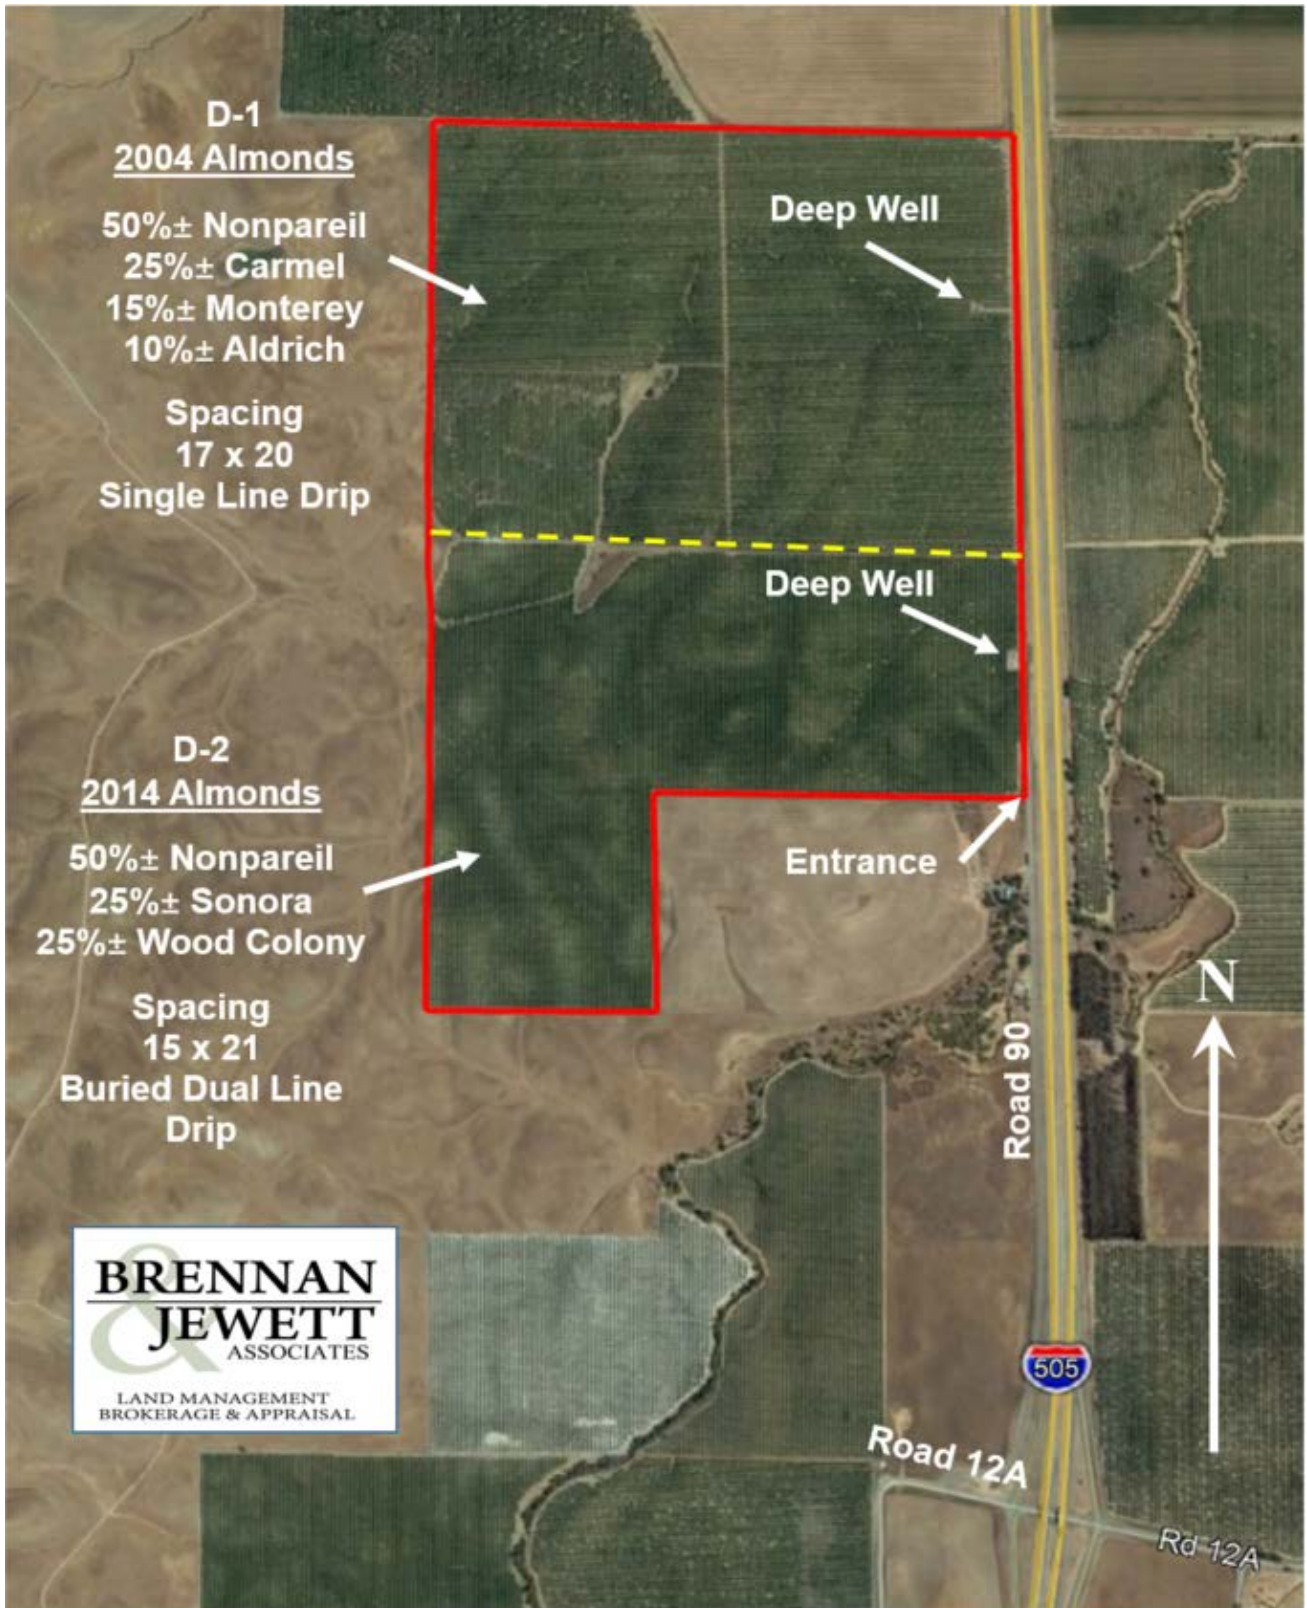 D-1
2004 Almonds
50%± Nonpareil
25%± Carmel
15%± Monterey
10%± Aldrich
Spacing
17 x 20
Single Line Drip
Deep Well
Deep Well
D-2
2014 Almonds
50%± Nonpareil
25%± Sonora
25%± Wood Colony
Spacing
15 x 21
Buried Dual Line
Drip
Entrance
N
Road 90
&
BRENNAN
JEWETT
ASSOCIATES
LAND MANAGEMENT
BROKERAGE & APPRAISAL
505
Road 12A
Rd 12A